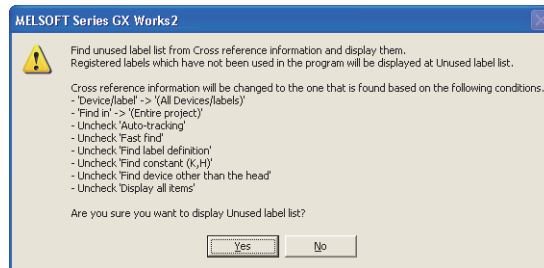 MELSOFT Series GX Works2
Find unused label list from Cross reference information and display them.
Registered labels which have not been used in the program will be displayed at Unused label list.
Cross reference information will be changed to the one that is found based on the following conditions.
- 'Device/label' -> '(All Devices/labels)'
- 'Find in' -> '(Entire project)'
- Uncheck 'Auto-tracking'
- Uncheck 'Fast find'
- Uncheck 'Find label definition'
- Uncheck 'Find constant (K,H)'
- Uncheck 'Find device other than the head'
- Uncheck 'Display all items'
Are you sure you want to display Unused label list?
Yes No